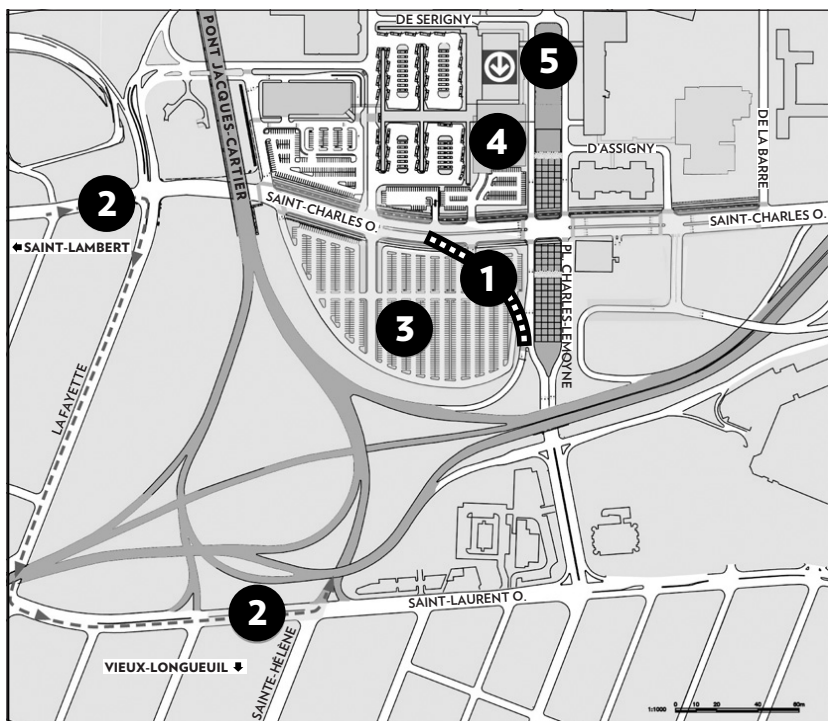 DE SERIGNY
PONT JACQUES-CARTIER
5
4
D'ASSIGNY
DE LA BARRE
2
SAINT-CHARLES O.
SAINT-CHARLES O.
SAINT-LAMBERT
1
PL. CHARLES-LEMOYNE
3
LAFAYETTE
2
SAINT-LAURENT O.
SAINTE-HÉLÈNE
VIEUX-LONGUEUIL
1:1000 0 10 20 40 60m